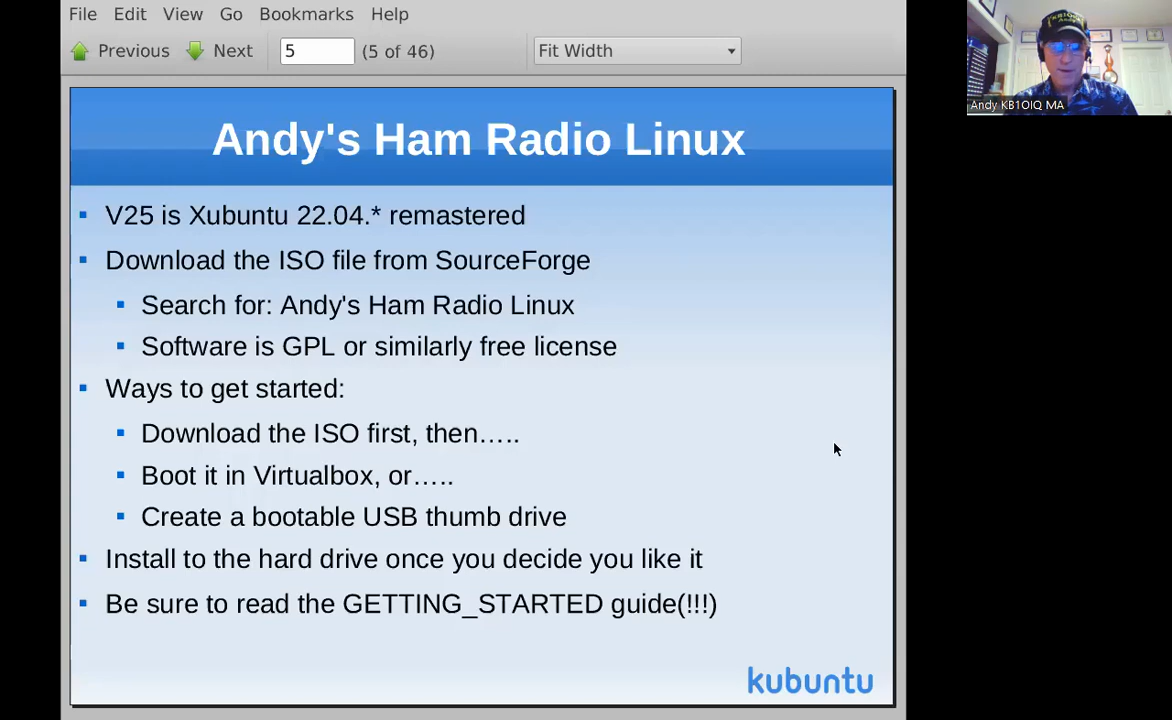 File Edit View Go Bookmarks Help
Previous Next 5 (5 of 46) Fit Width
Andy KB1OIQ MA
Andy's Ham Radio Linux
▪ V25 is Xubuntu 22.04.* remastered
▪ Download the ISO file from SourceForge
▪ Search for: Andy's Ham Radio Linux
▪ Software is GPL or similarly free license
▪ Ways to get started:
▪ Download the ISO first, then…..
▪ Boot it in Virtualbox, or…..
▪ Create a bootable USB thumb drive
▪ Install to the hard drive once you decide you like it
▪ Be sure to read the GETTING_STARTED guide(!!!)
kubuntu